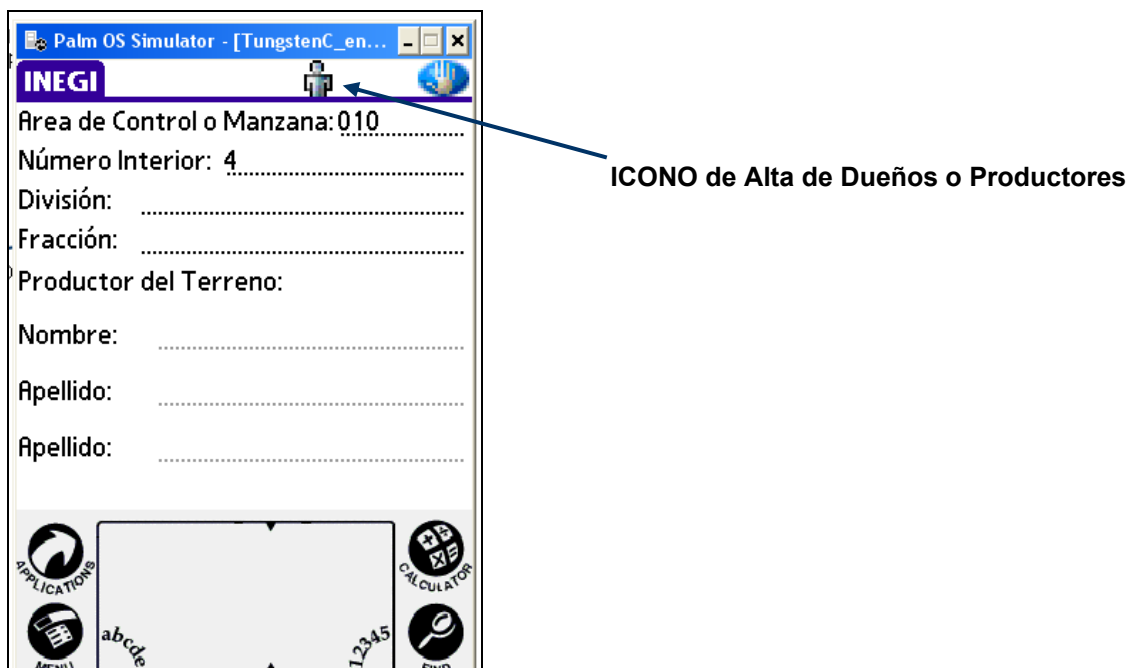 Palm OS Simulator - [TungstenC_en...
INEGI
Area de Control o Manzana: 010
Número Interior: 4
División:
Fracción:
Productor del Terreno:
Nombre:
Apellido:
Apellido:
ICONO de Alta de Dueños o Productores
APPLICATIONS
CALCULATOR
MENU
abcde
12345
FIND